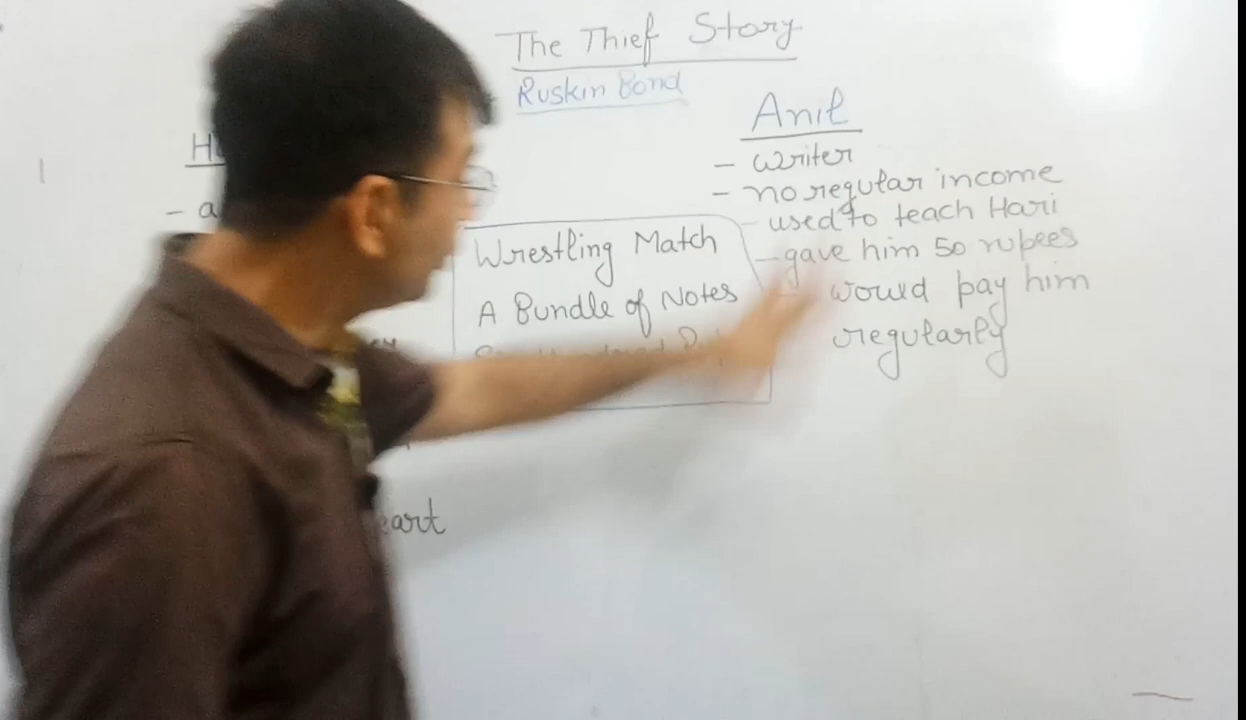 The Thief Story
Ruskin Bond
Anil
- writer
- no regular income
- used to teach Hari
- gave him 50 rupees
would pay him
regularly
H
- a
Wrestling Match
A Bundle of Notes
eart